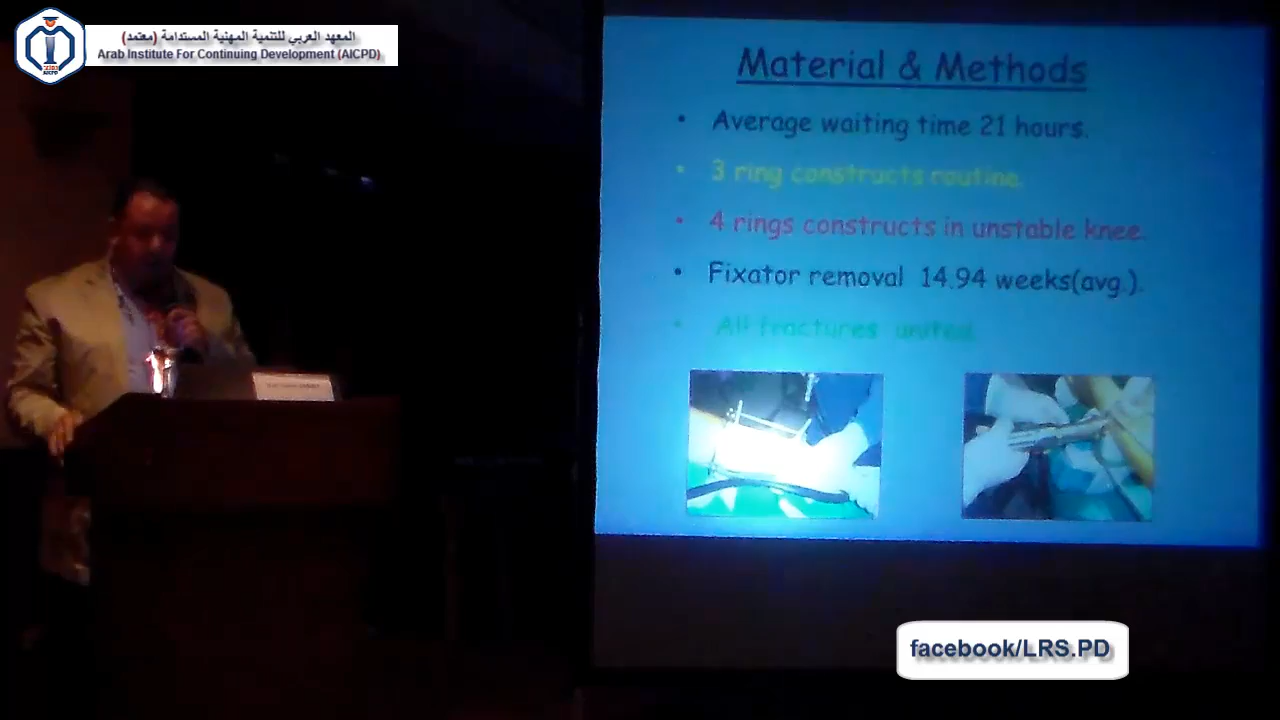 المعهد العربي للتنمية المهنية المستدامة (معتمد)
Arab Institute For Continuing Development (AICPD)
AICPD
Material & Methods
• Average waiting time 21 hours.
• 3 ring constructs routine.
• 4 rings constructs in unstable knee.
• Fixator removal 14.94 weeks(avg.).
• All fractures united.
facebook/LRS.PD